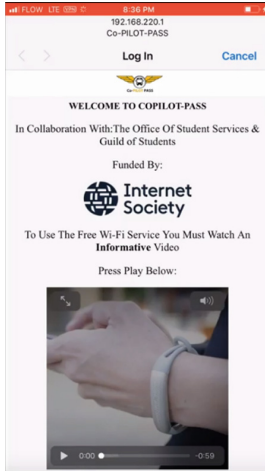 FLOW LTE VPN 8:36 PM
192.168.220.1
Co-PILOT-PASS
Log In Cancel
Co-PILOT PASS
WELCOME TO COPILOT-PASS
In Collaboration With:The Office Of Student Services &
Guild of Students
Funded By:
Internet
Society
To Use The Free Wi-Fi Service You Must Watch An
Informative Video
Press Play Below:
0:00 -0:59